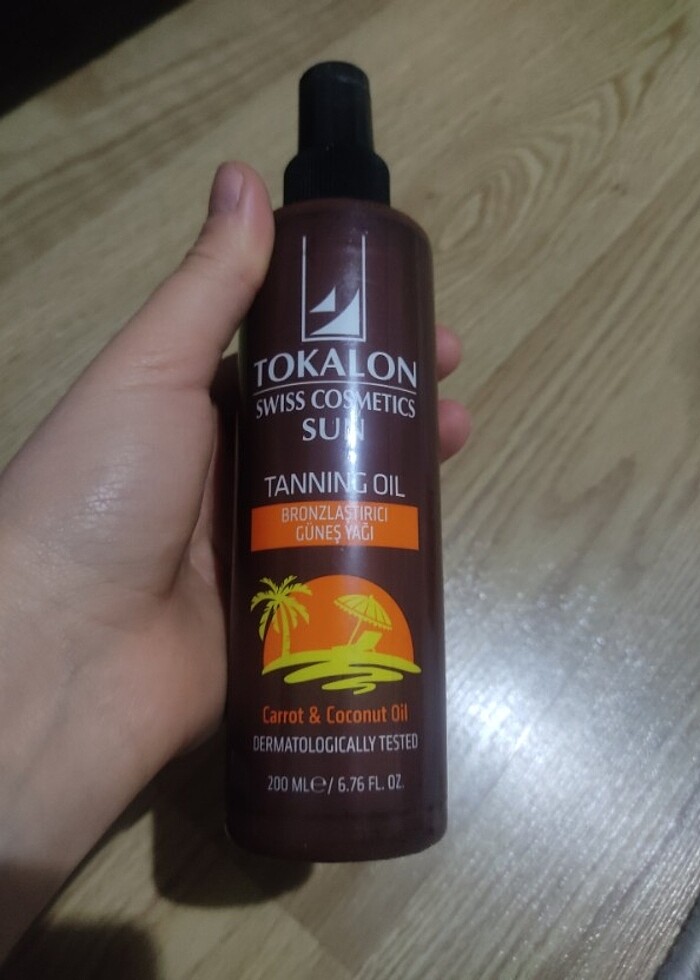 TOKALON
SWISS COSMETICS
SUN
TANNING OIL
BRONZLAŞTIRICI
GÜNEŞ YAĞI
Carrot & Coconut Oil
DERMATOLOGICALLY TESTED
200 ML℮/ 6.76 FL. OZ.